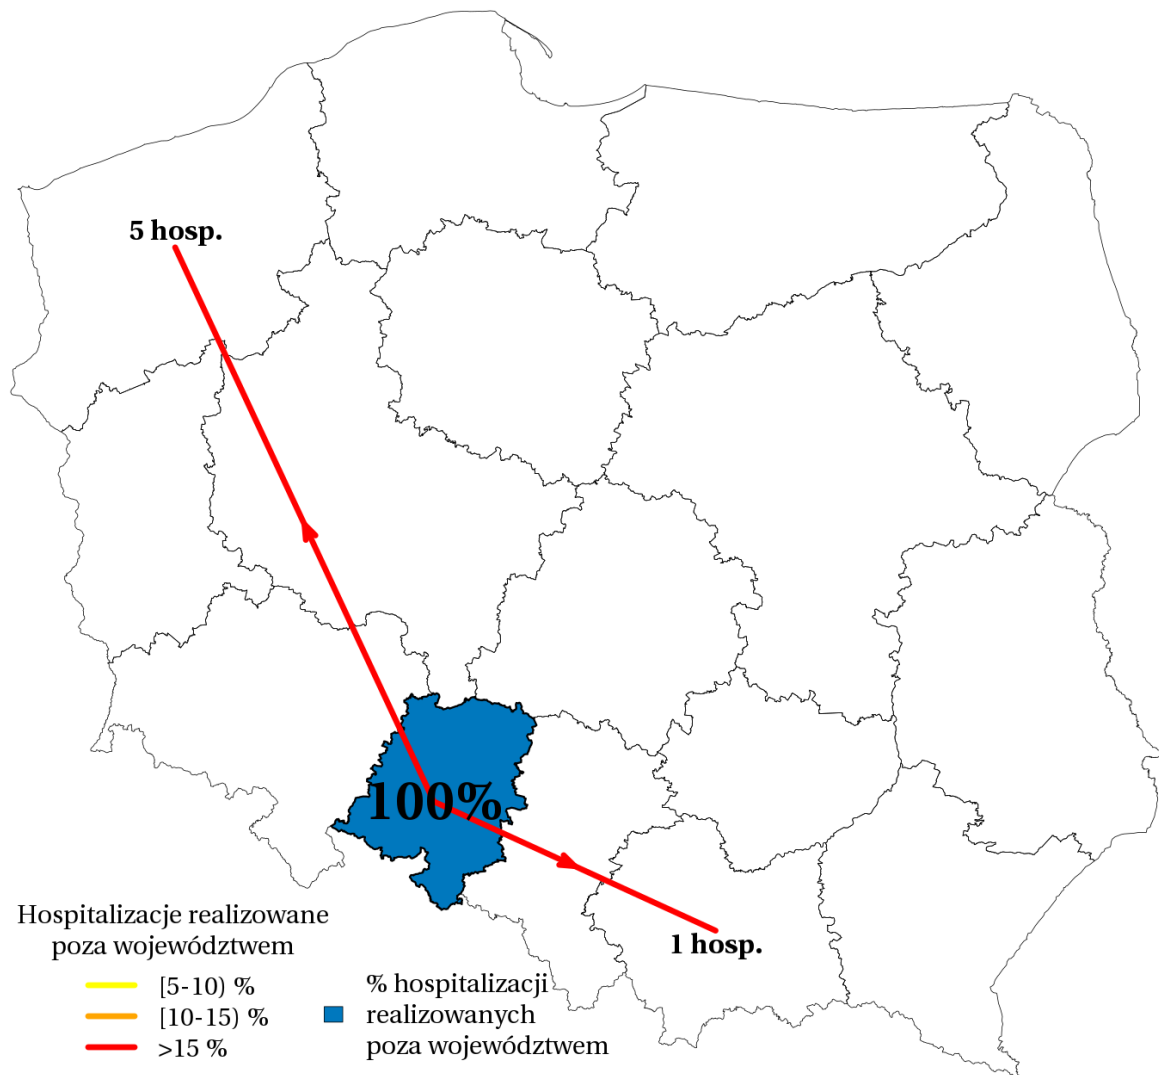 5 hosp.
100%
1 hosp.
Hospitalizacje realizowane
poza województwem
[5-10) %
[10-15) %
>15 %
% hospitalizacji
realizowanych
poza województwem